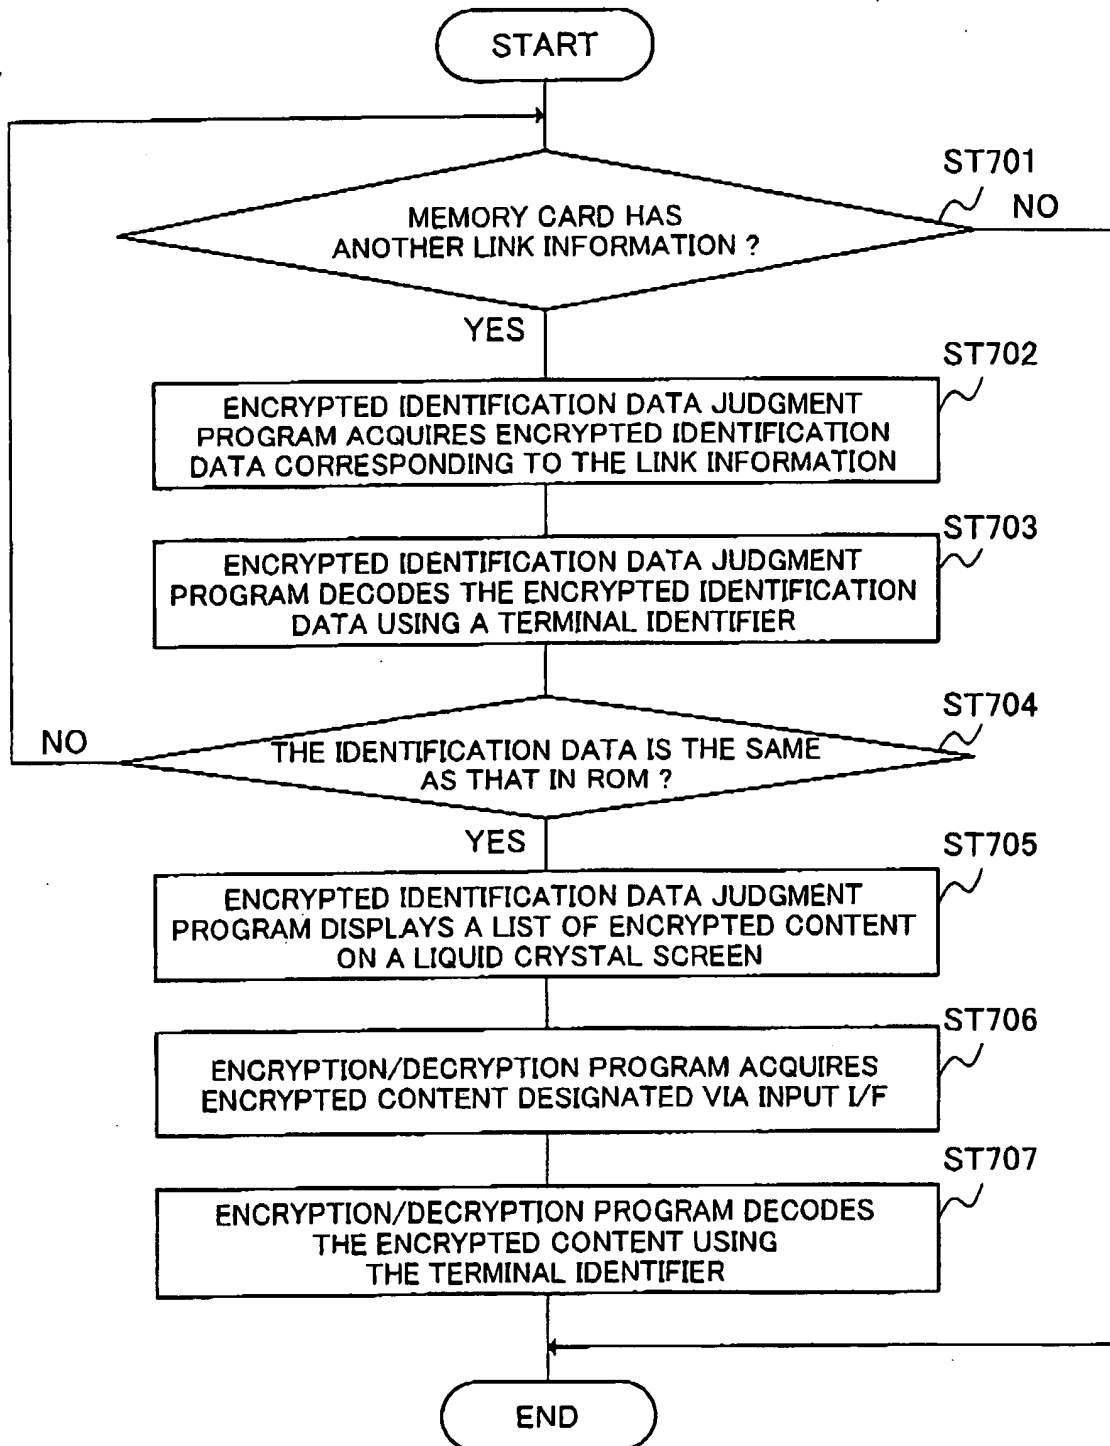 START
ST701
NO
MEMORY CARD HAS
ANOTHER LINK INFORMATION ?
YES
ST702
ENCRYPTED IDENTIFICATION DATA JUDGMENT
PROGRAM ACQUIRES ENCRYPTED IDENTIFICATION
DATA CORRESPONDING TO THE LINK INFORMATION
ST703
ENCRYPTED IDENTIFICATION DATA JUDGMENT
PROGRAM DECODES THE ENCRYPTED IDENTIFICATION
DATA USING A TERMINAL IDENTIFIER
ST704
NO
THE IDENTIFICATION DATA IS THE SAME
AS THAT IN ROM ?
YES
ST705
ENCRYPTED IDENTIFICATION DATA JUDGMENT
PROGRAM DISPLAYS A LIST OF ENCRYPTED CONTENT
ON A LIQUID CRYSTAL SCREEN
ST706
ENCRYPTION/DECRYPTION PROGRAM ACQUIRES
ENCRYPTED CONTENT DESIGNATED VIA INPUT I/F
ST707
ENCRYPTION/DECRYPTION PROGRAM DECODES
THE ENCRYPTED CONTENT USING
THE TERMINAL IDENTIFIER
END